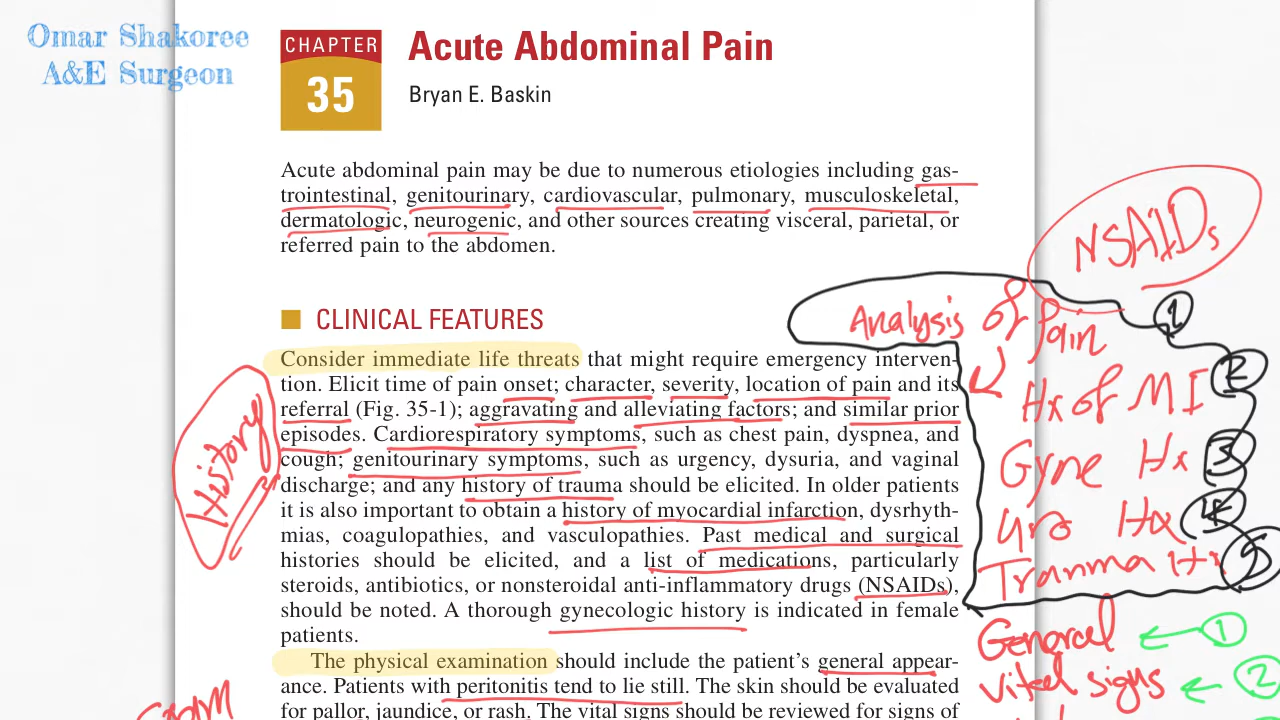 Omar Shakoree
A&E Surgeon
CHAPTER
35
Acute Abdominal Pain
Bryan E. Baskin
Acute abdominal pain may be due to numerous etiologies including gas-
trointestinal, genitourinary, cardiovascular, pulmonary, musculoskeletal,
dermatologic, neurogenic, and other sources creating visceral, parietal, or
referred pain to the abdomen.
CLINICAL FEATURES
Consider immediate life threats that might require emergency interven-
tion. Elicit time of pain onset; character, severity, location of pain and its
referral (Fig. 35-1); aggravating and alleviating factors; and similar prior
episodes. Cardiorespiratory symptoms, such as chest pain, dyspnea, and
cough; genitourinary symptoms, such as urgency, dysuria, and vaginal
discharge; and any history of trauma should be elicited. In older patients
it is also important to obtain a history of myocardial infarction, dysrhyth-
mias, coagulopathies, and vasculopathies. Past medical and surgical
histories should be elicited, and a list of medications, particularly
steroids, antibiotics, or nonsteroidal anti-inflammatory drugs (NSAIDs),
should be noted. A thorough gynecologic history is indicated in female
patients.
The physical examination should include the patient's general appear-
ance. Patients with peritonitis tend to lie still. The skin should be evaluated
for pallor, jaundice, or rash. The vital signs should be reviewed for signs of
History
NSAIDs
Analysis of Pain 1
Hx of MI 2
Gyne Hx 3
Uro Hx 4
Trauma Hx 5
General 1
vital signs 2